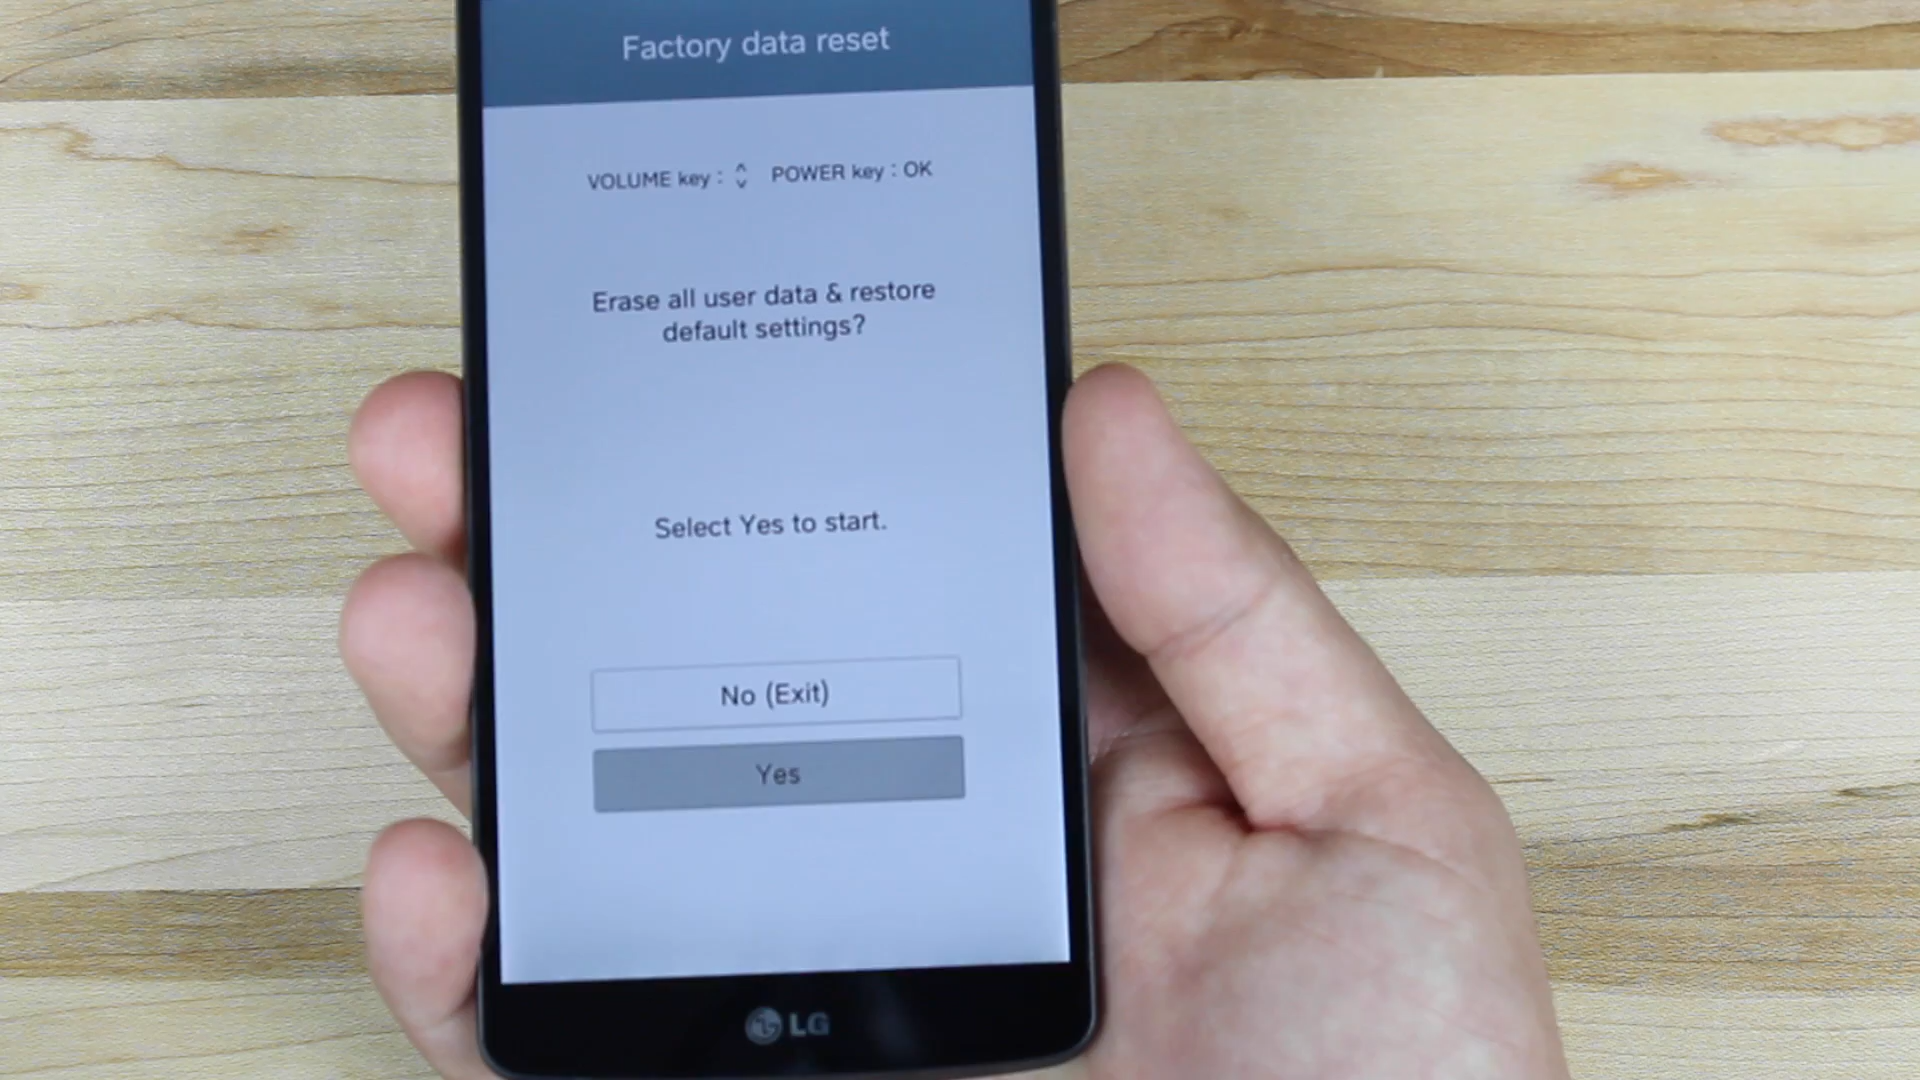 Factory data reset
VOLUME key : POWER key : OK
Erase all user data & restore
default settings?
Select Yes to start.
No (Exit)
Yes
LG